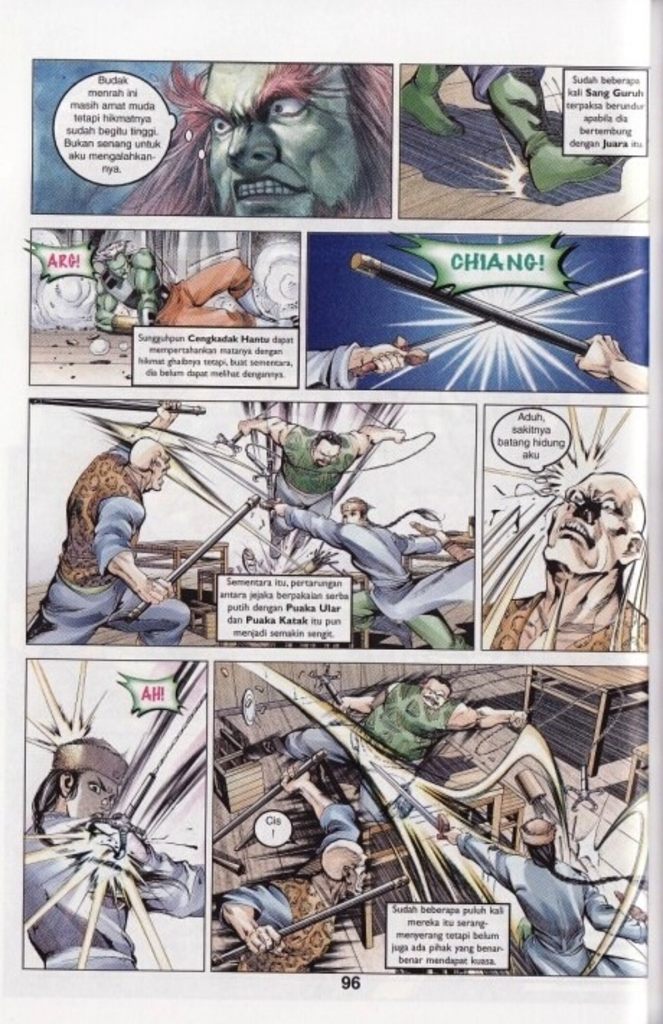 Budak
menrah ini
masih amat muda
tetapi hikmatnya
sudah begitu tinggi.
Bukan senang untuk
aku mengalahkan-
nya.
Sudah beberapa
kali Sang Guruh
terpaksa berundur
apabila dia
bertembung
dengan Juara itu.
ARG!
Sungguhpun Cengkadak Hantu dapat
mempertahankan matanya dengan
hikmat ghaibnya tetapi, buat sementara,
dia belum dapat melihat dengannya.
CHIANG!
Sementara itu, pertarungan
antara jejaka berpakaian serba
putih dengan Puaka Ular
dan Puaka Katak itu pun
menjadi semakin sengit.
Aduh,
sakitnya
batang hidung
aku
AH!
Cis
!
Sudah beberapa puluh kali
mereka itu serang-
menyerang tetapi belum
juga ada pihak yang benar-
benar mendapat kuasa.
96